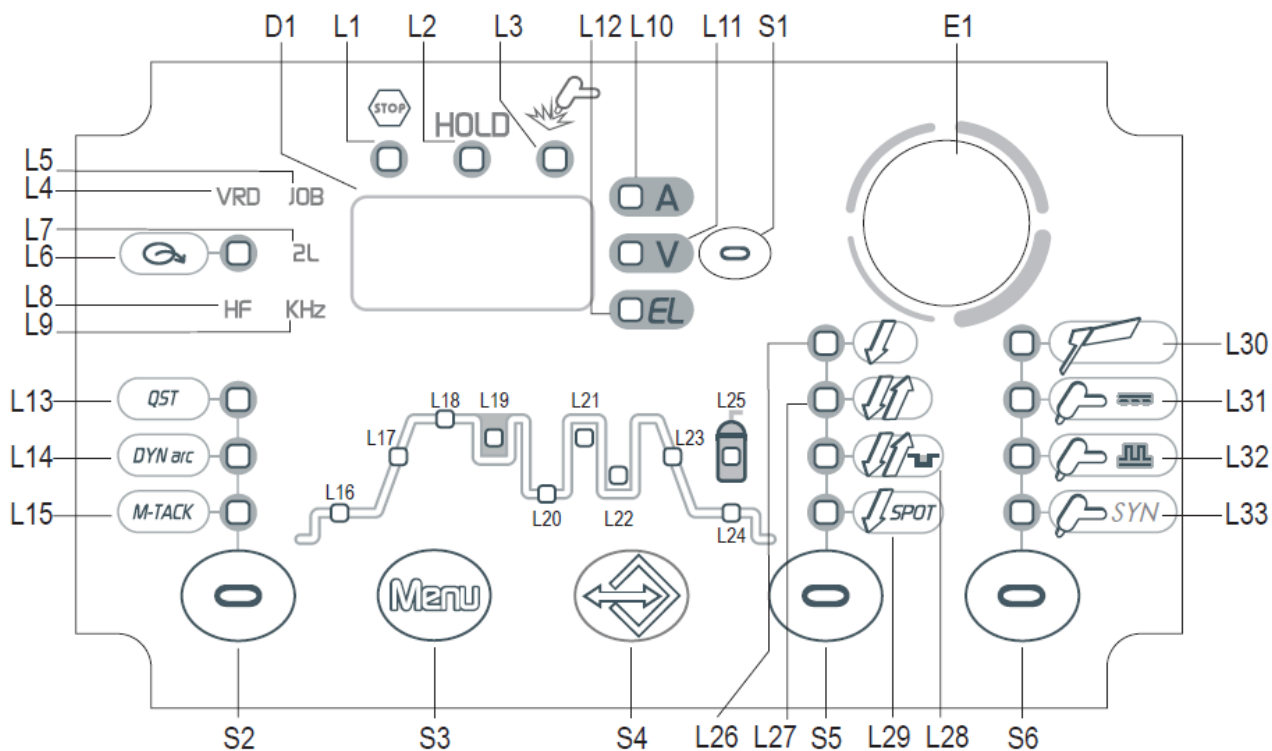 D1 L1 L2 L3 L12 L10 L11 S1 E1
STOP
HOLD
L5
L4 VRD JOB A
L7
L6 2L V
L8 HF KHz EL
L9
L30
L13 QST L18 L19 L21 L25 L31
L14 DYN arc L17 L23 L32
L15 M-TACK L16 L20 L22 L24 SPOT SYN L33
Menu
S2 S3 S4 L26 L27 S5 L29 L28 S6